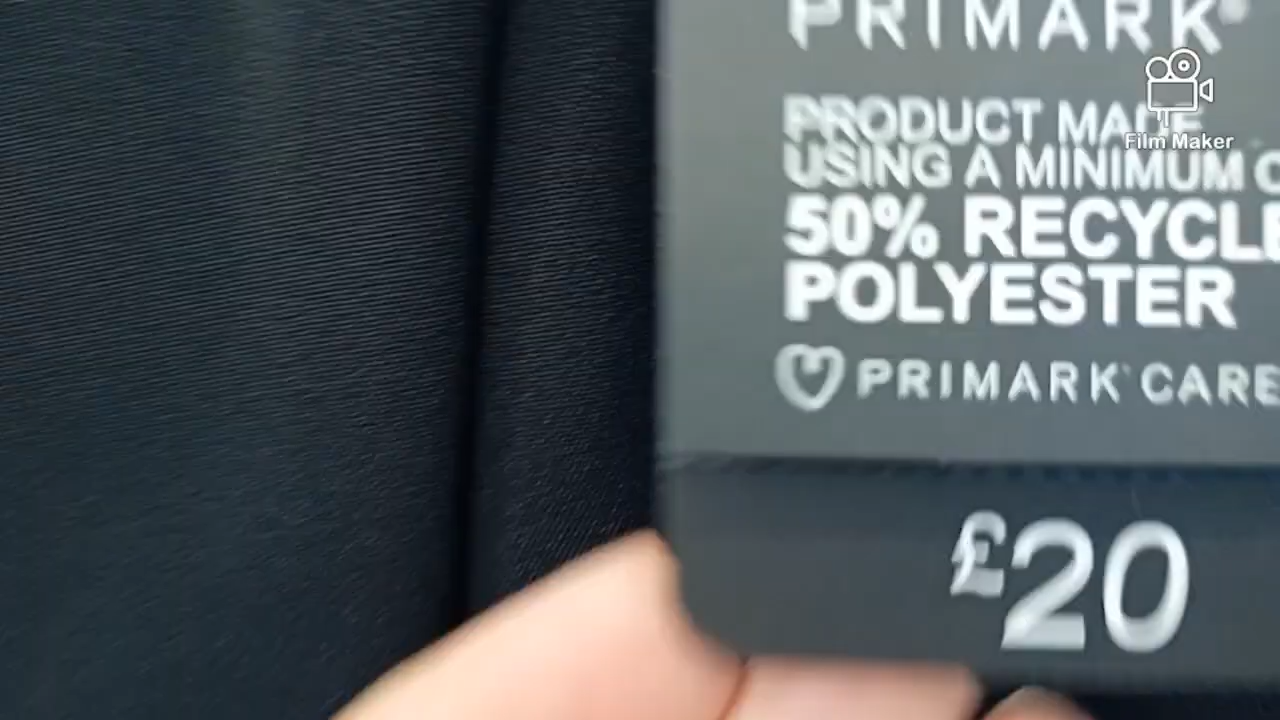 PRIMARK
PRODUCT MADE
USING A MINIMUM
50% RECYCLE
POLYESTER
PRIMARK CARE
£20
Film Maker